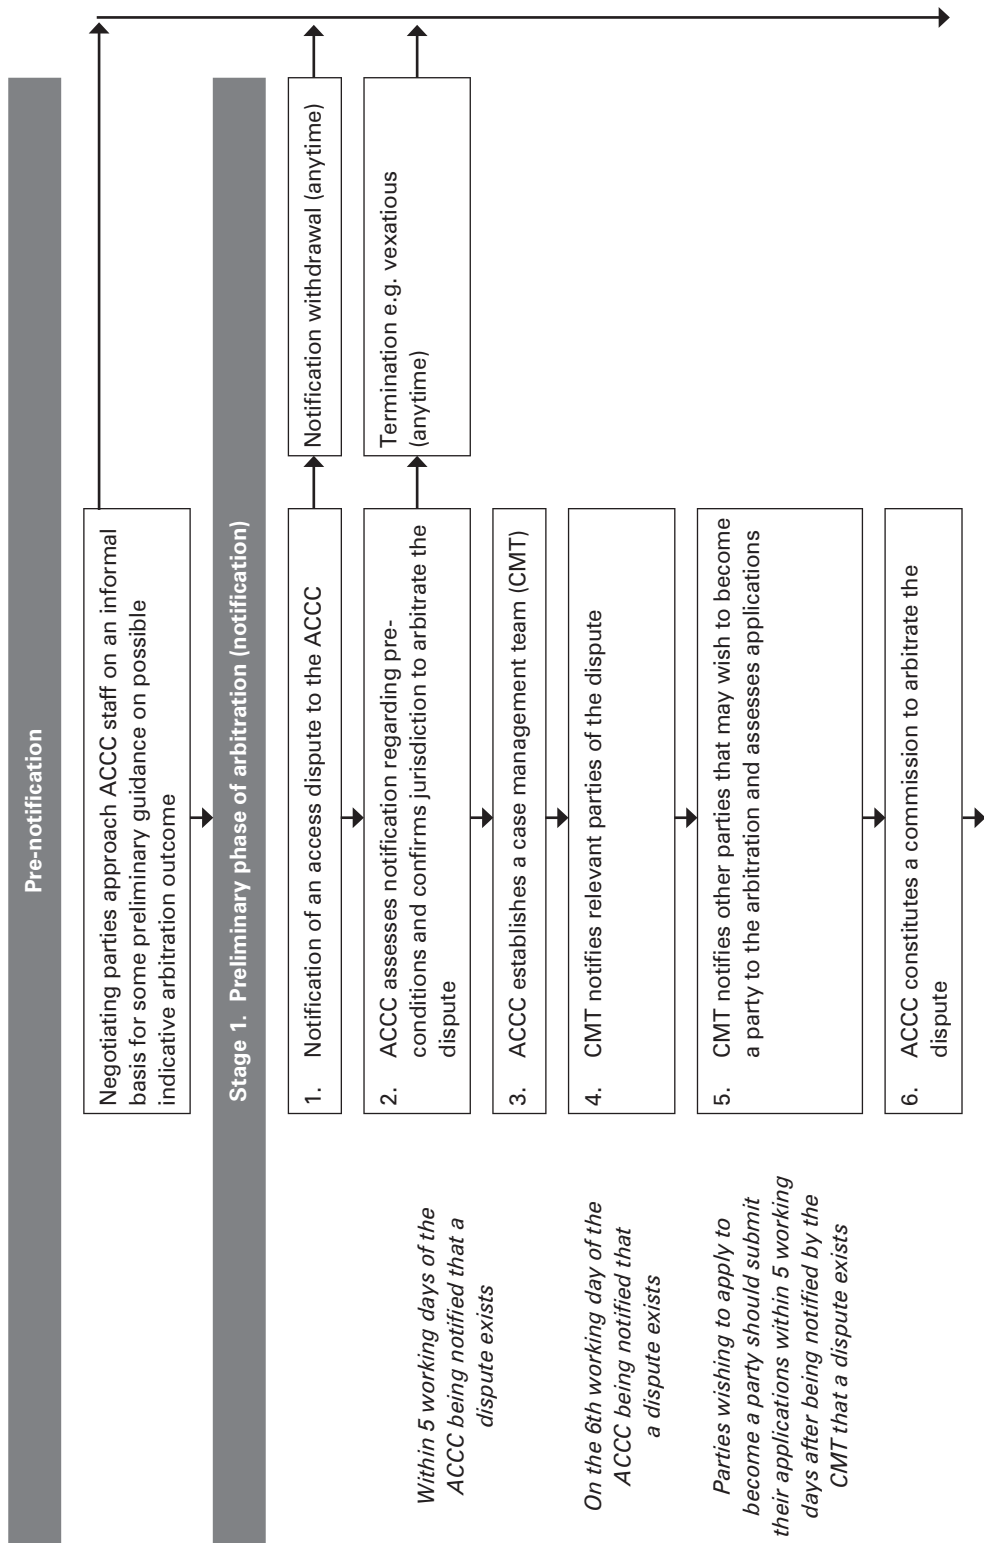 Pre-notification
Negotiating parties approach ACCC staff on an informal
basis for some preliminary guidance on possible
indicative arbitration outcome
Stage 1. Preliminary phase of arbitration (notification)
1. Notification of an access dispute to the ACCC
Notification withdrawal (anytime)
Within 5 working days of the
ACCC being notified that a
dispute exists
2. ACCC assesses notification regarding pre-
conditions and confirms jurisdiction to arbitrate the
dispute
Termination e.g. vexatious
(anytime)
3. ACCC establishes a case management team (CMT)
On the 6th working day of the
ACCC being notified that
a dispute exists
4. CMT notifies relevant parties of the dispute
Parties wishing to apply to
become a party should submit
their applications within 5 working
days after being notified by the
CMT that a dispute exists
5. CMT notifies other parties that may wish to become
a party to the arbitration and assesses applications
6. ACCC constitutes a commission to arbitrate the
dispute